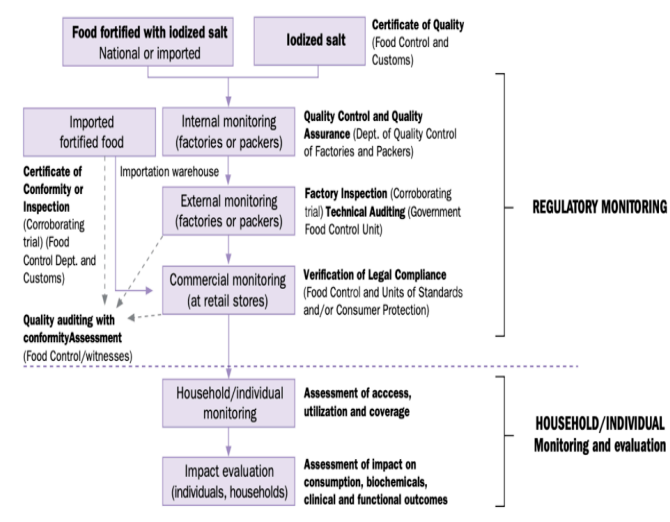 Food fortified with iodized salt
National or imported
Iodized salt
Certificate of Quality
(Food Control and
Customs)
Imported
fortified food
Internal monitoring
(factories or packers)
Quality Control and Quality
Assurance (Dept. of Quality Control
of Factories and Packers)
Certificate of
Conformity or
Inspection
(Corroborating
trial) (Food
Control Dept. and
Customs)
Importation warehouse
External monitoring
(factories or packers)
Factory Inspection (Corroborating
trial) Technical Auditing (Government
Food Control Unit)
REGULATORY MONITORING
Commercial monitoring
(at retail stores)
Verification of Legal Compliance
(Food Control and Units of Standards
and/or Consumer Protection)
Quality auditing with
conformityAssessment
(Food Control/witnesses)
Household/individual
monitoring
Assessment of acccess,
utilization and coverage
HOUSEHOLD/INDIVIDUAL
Monitoring and evaluation
Impact evaluation
(individuals, households)
Assessment of impact on
consumption, biochemicals,
clinical and functional outcomes